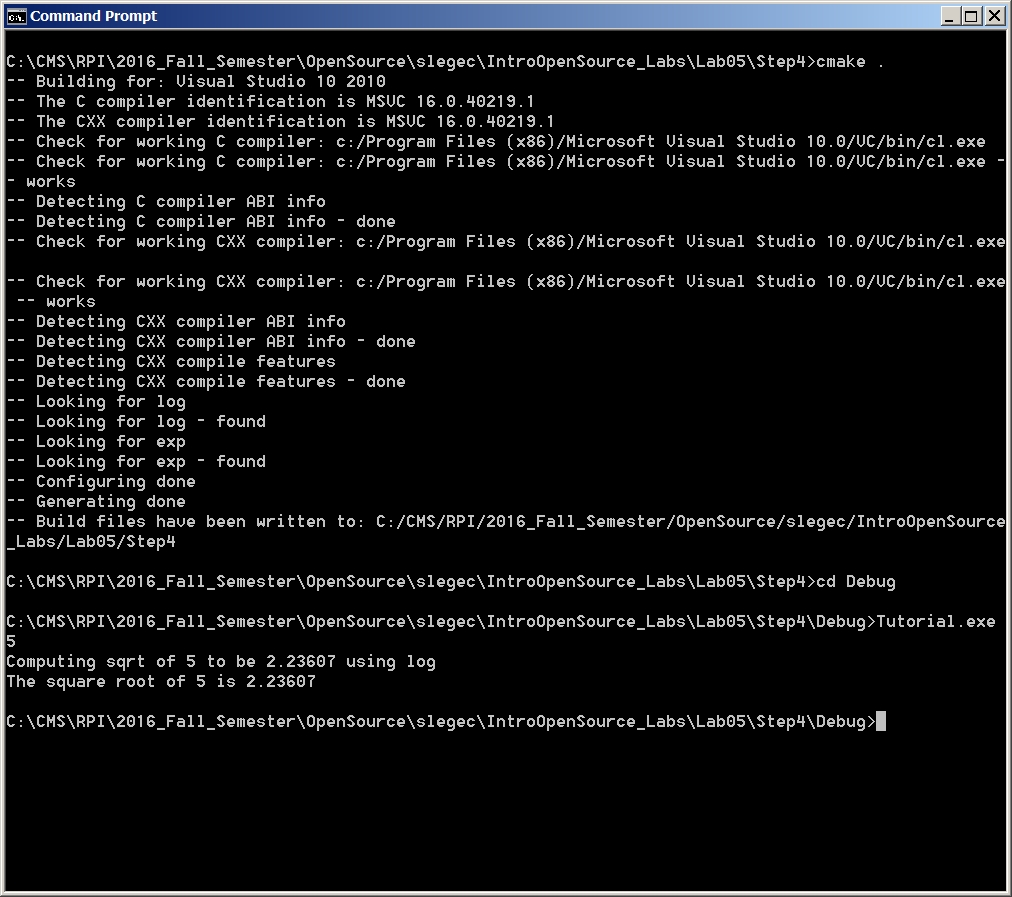 Command Prompt
C:\CMS\RPI\2016_Fall_Semester\OpenSource\slegec\IntroOpenSource_Labs\Lab05\Step4>cmake .
-- Building for: Visual Studio 10 2010
-- The C compiler identification is MSVC 16.0.40219.1
-- The CXX compiler identification is MSVC 16.0.40219.1
-- Check for working C compiler: c:/Program Files (x86)/Microsoft Visual Studio 10.0/VC/bin/cl.exe
-- Check for working C compiler: c:/Program Files (x86)/Microsoft Visual Studio 10.0/VC/bin/cl.exe -
- works
-- Detecting C compiler ABI info
-- Detecting C compiler ABI info - done
-- Check for working CXX compiler: c:/Program Files (x86)/Microsoft Visual Studio 10.0/VC/bin/cl.exe
-- Check for working CXX compiler: c:/Program Files (x86)/Microsoft Visual Studio 10.0/VC/bin/cl.exe
 -- works
-- Detecting CXX compiler ABI info
-- Detecting CXX compiler ABI info - done
-- Detecting CXX compile features
-- Detecting CXX compile features - done
-- Looking for log
-- Looking for log - found
-- Looking for exp
-- Looking for exp - found
-- Configuring done
-- Generating done
-- Build files have been written to: C:/CMS/RPI/2016_Fall_Semester/OpenSource/slegec/IntroOpenSource
_Labs/Lab05/Step4
C:\CMS\RPI\2016_Fall_Semester\OpenSource\slegec\IntroOpenSource_Labs\Lab05\Step4>cd Debug
C:\CMS\RPI\2016_Fall_Semester\OpenSource\slegec\IntroOpenSource_Labs\Lab05\Step4\Debug>Tutorial.exe
5
Computing sqrt of 5 to be 2.23607 using log
The square root of 5 is 2.23607
C:\CMS\RPI\2016_Fall_Semester\OpenSource\slegec\IntroOpenSource_Labs\Lab05\Step4\Debug>